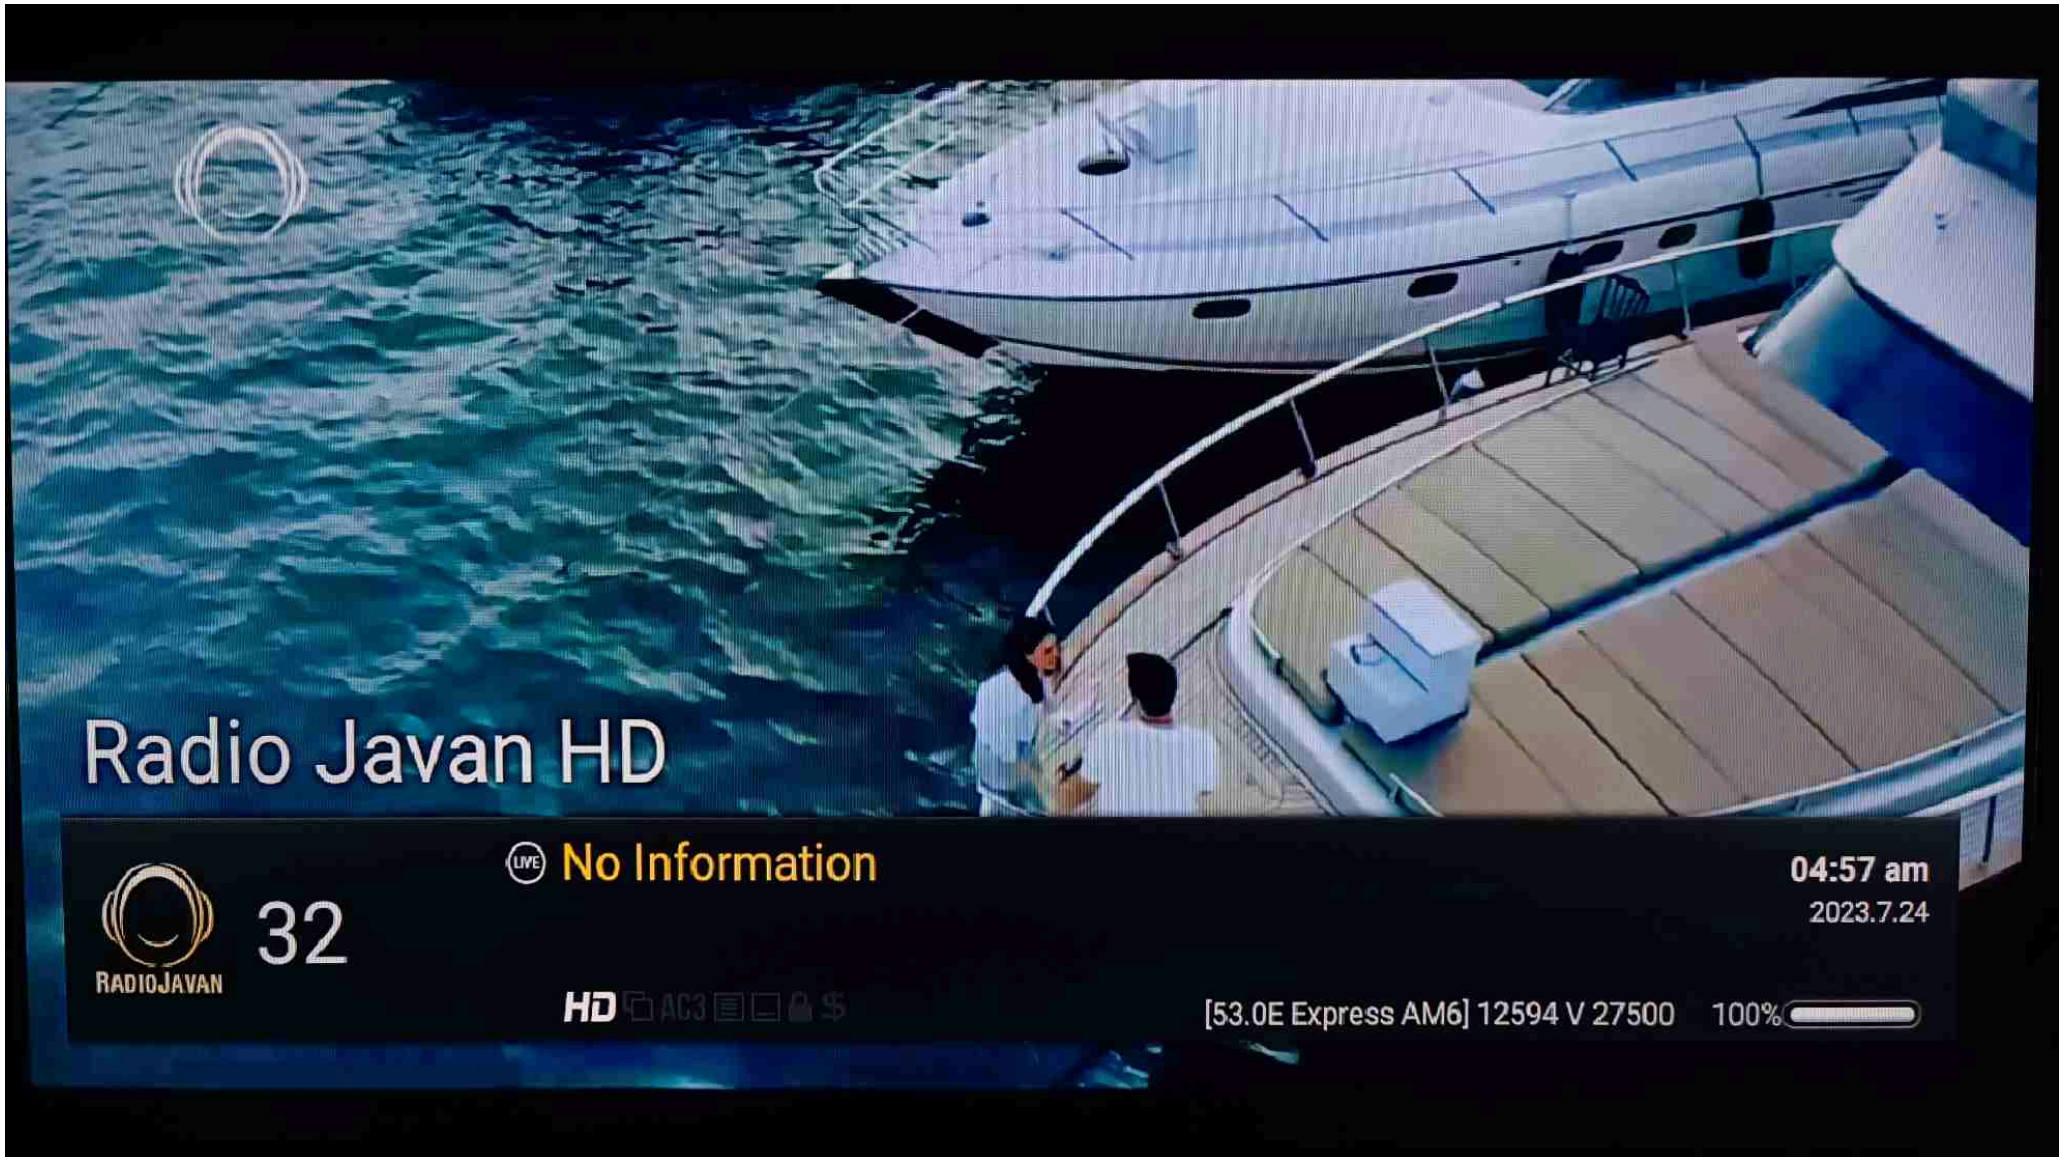 Radio Javan HD
LIVE No Information
04:57 am
2023.7.24
32
RADIOJAVAN
HD AC3 $
[53.0E Express AM6] 12594 V 27500 100%